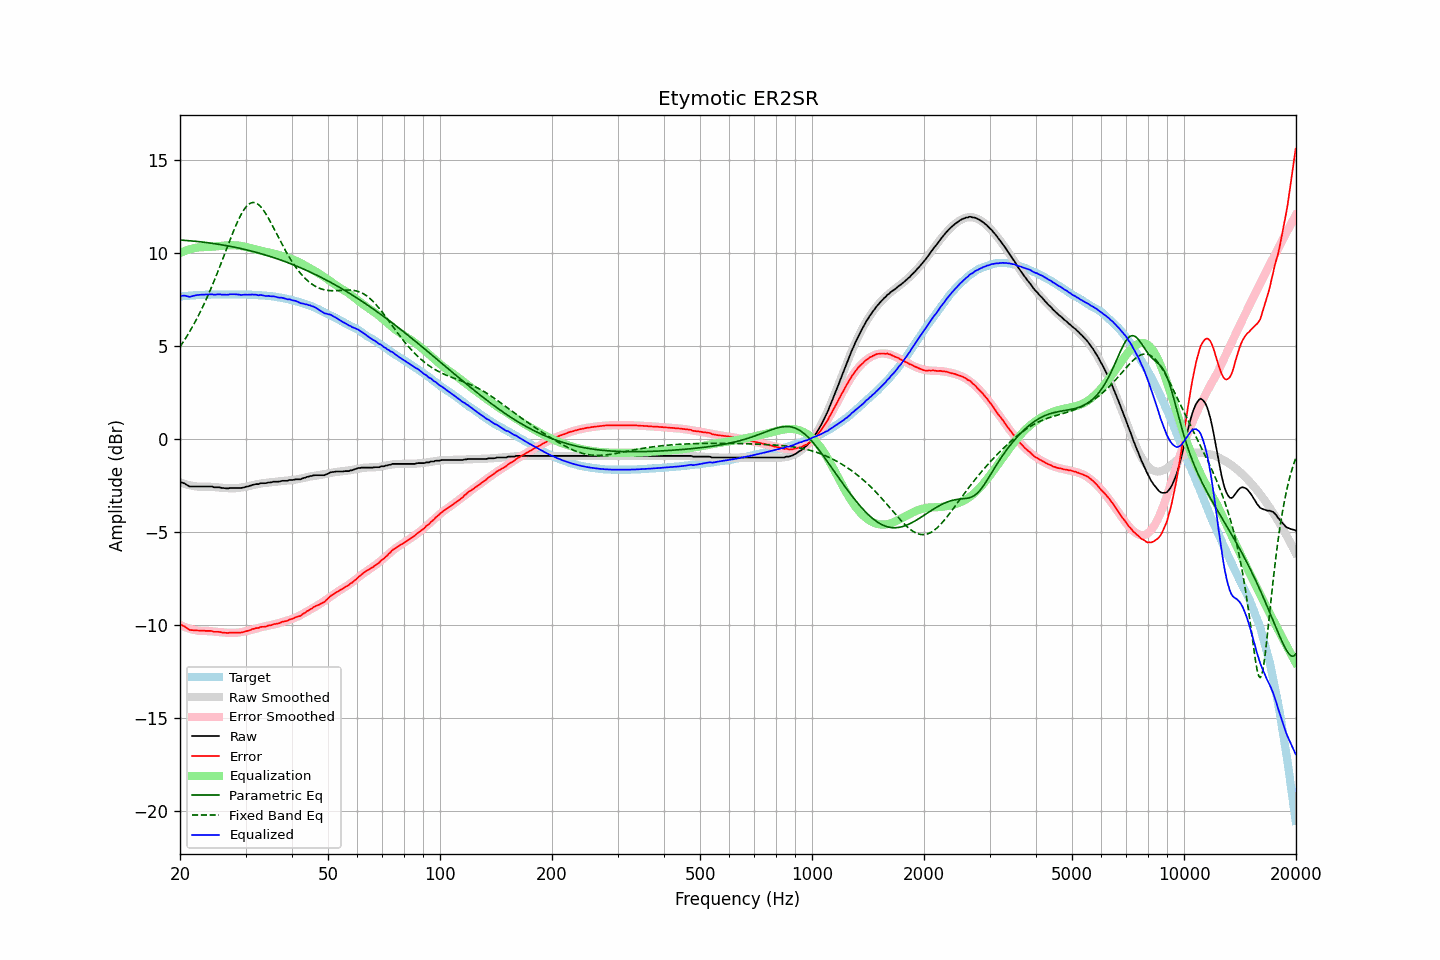 Etymotic ER2SR
Amplitude (dBr)
15
10
5
0
−5
−10
−15
−20
Target
Raw Smoothed
Error Smoothed
Raw
Error
Equalization
Parametric Eq
Fixed Band Eq
Equalized
20 50 100 200 500 1000 2000 5000 10000 20000
Frequency (Hz)